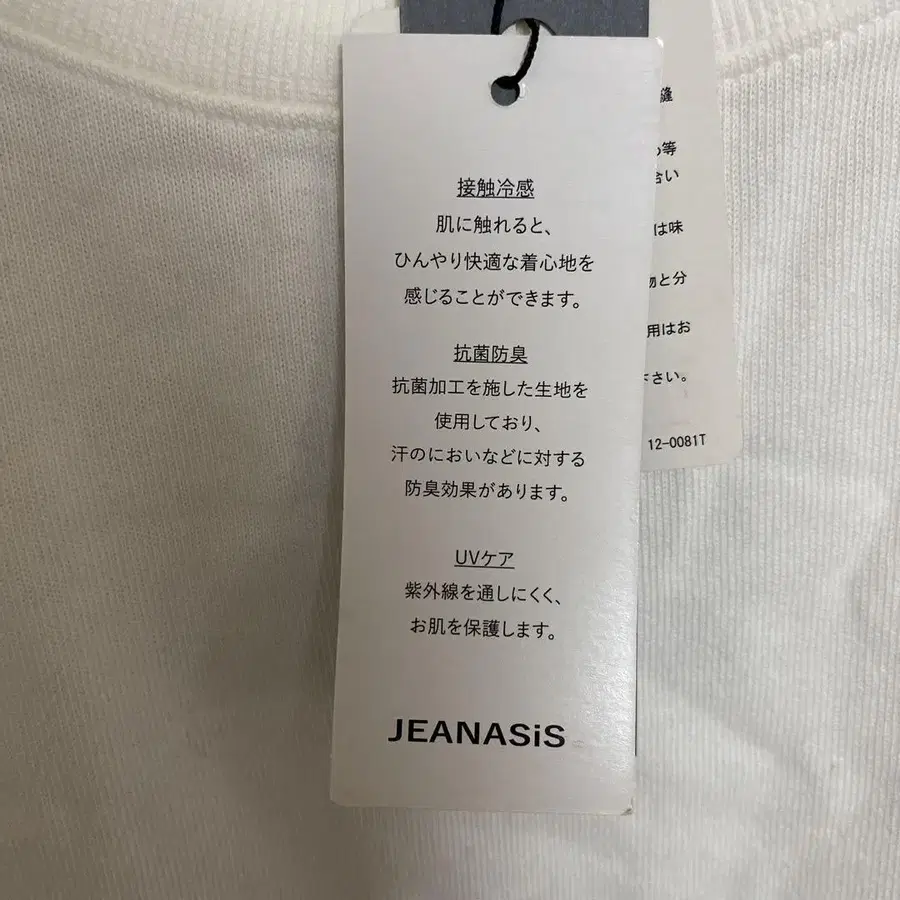 接触冷感
肌に触れると、
ひんやり快適な着心地を
感じることができます。
抗菌防臭
抗菌加工を施した生地を
使用しており、
汗のにおいなどに対する
防臭効果があります。
UVケア
紫外線を通しにくく、
お肌を保護します。
JEANASiS
縫
等
合い
は味
物と分
用はお
下さい。
12-0081T